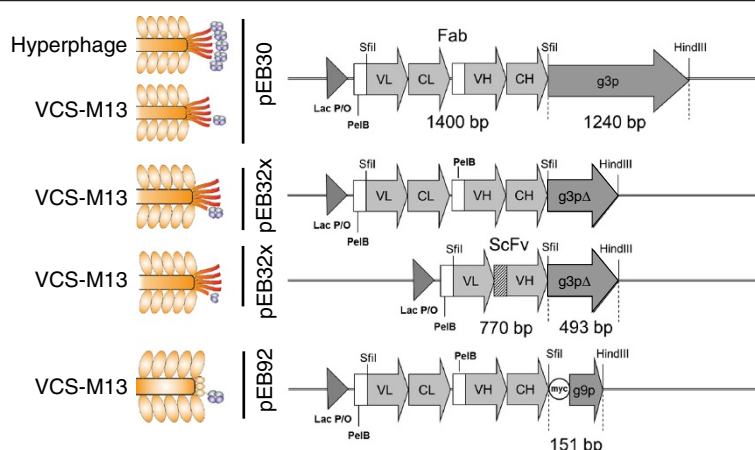 Hyperphage
VCS-M13
pEB30
Fab
SfiI
SfiI
HindIII
VL
CL
VH
CH
g3p
Lac P/O
PelB
1400 bp
1240 bp
VCS-M13
pEB32x
PelB
SfiI
SfiI
HindIII
VL
CL
VH
CH
g3pΔ
Lac P/O
PelB
VCS-M13
pEB32x
ScFv
SfiI
SfiI
HindIII
VL
VH
g3pΔ
Lac P/O
PelB
770 bp
493 bp
VCS-M13
pEB92
PelB
SfiI
SfiI
HindIII
VL
CL
VH
CH
myc
g9p
Lac P/O
PelB
151 bp